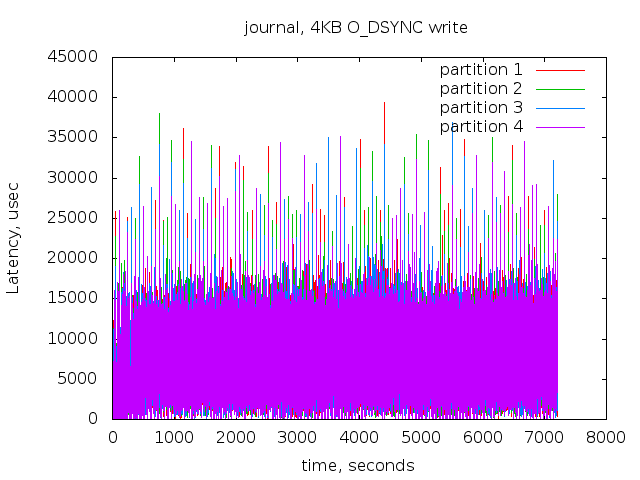 journal, 4KB O_DSYNC write
45000
40000
35000
30000
25000
20000
15000
10000
5000
0
Latency, usec
partition 1
partition 2
partition 3
partition 4
0 1000 2000 3000 4000 5000 6000 7000 8000
time, seconds